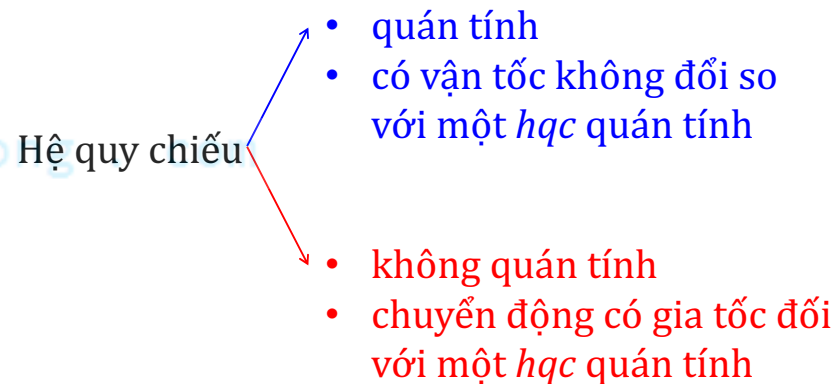 • quán tính
• có vận tốc không đổi so
với một hqc quán tính
Hệ quy chiếu
• không quán tính
• chuyển động có gia tốc đối
với một hqc quán tính